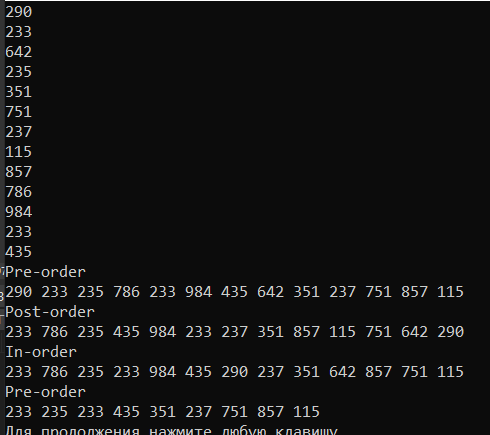 290
233
642
235
351
751
237
115
857
786
984
233
435
Pre-order
290 233 235 786 233 984 435 642 351 237 751 857 115
Post-order
233 786 235 435 984 233 237 351 857 115 751 642 290
In-order
233 786 235 233 984 435 290 237 351 642 857 751 115
Pre-order
233 235 233 435 351 237 751 857 115
Для продолжения нажмите любую клавишу